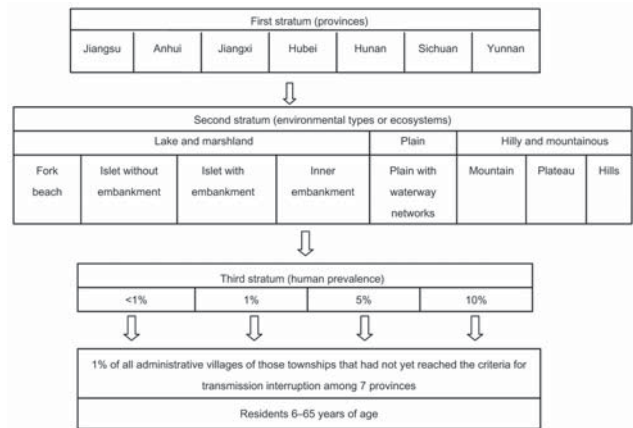 First stratum (provinces)
Jiangsu Anhui Jiangxi Hubei Hunan Sichuan Yunnan
Second stratum (environmental types or ecosystems)
Lake and marshland Plain Hilly and mountainous
Fork Islet without Islet with Inner Plain with Mountain Plateau Hills
beach embankment embankment embankment waterway
networks
Third stratum (human prevalence)
<1% 1% 5% 10%
1% of all administrative villages of those townships that had not yet reached the criteria for
transmission interruption among 7 provinces
Residents 6–65 years of age